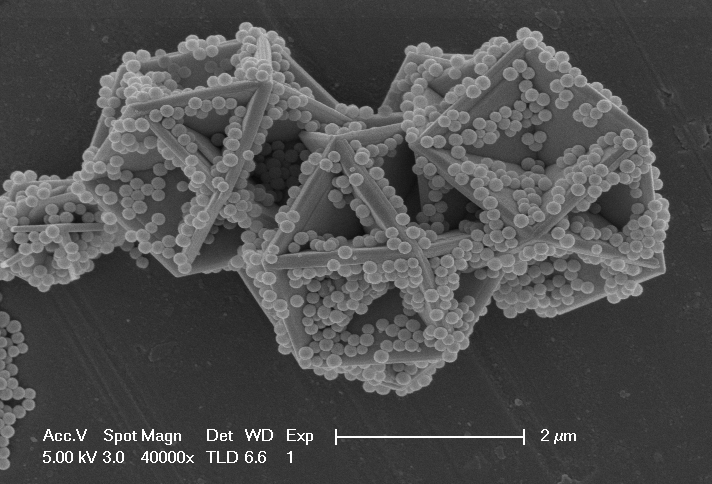 Acc.V Spot Magn Det WD Exp 2 µm
5.00 kV 3.0 40000x TLD 6.6 1